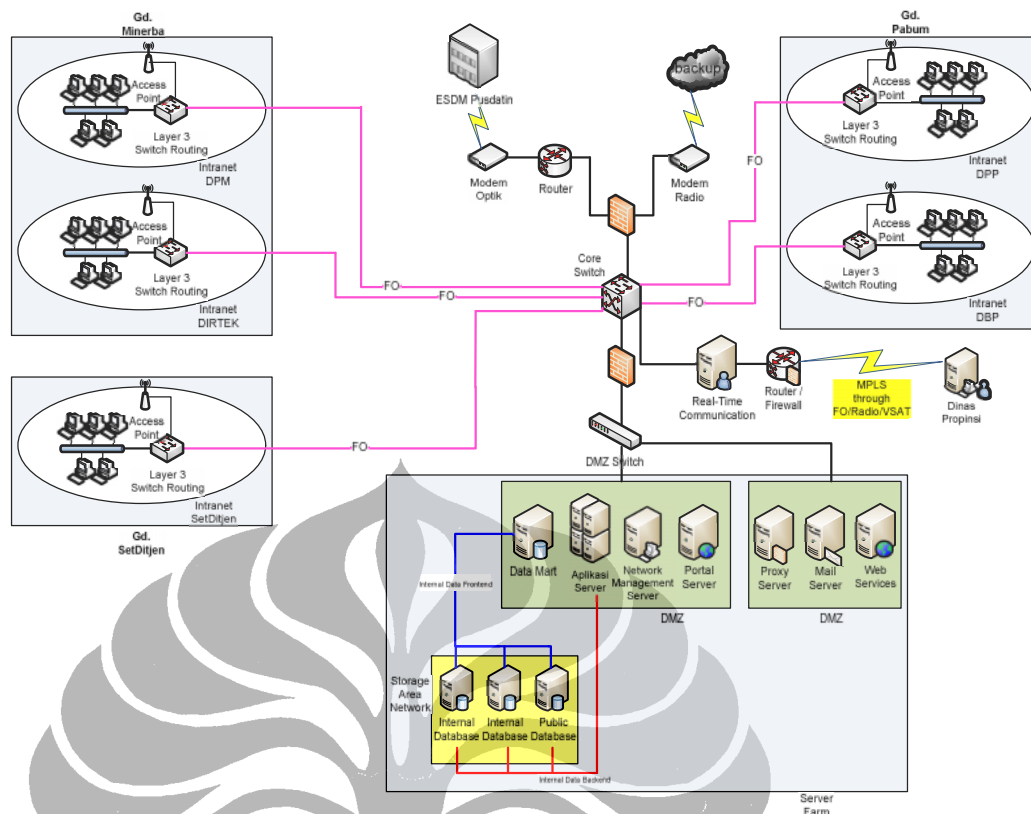 Gd.
Minerba
Access
Point
Layer 3
Switch Routing
Intranet
DPM
Access
Point
Layer 3
Switch Routing
Intranet
DIRTEK
Access
Point
Layer 3
Switch Routing
Intranet
SetDitjen
Gd.
SetDitjen
ESDM Pusdatin
backup
Modem
Optik
Router
Modem
Radio
Core
Switch
FO
FO
FO
FO
FO
Gd.
Pabum
Access
Point
Layer 3
Switch Routing
Intranet
DPP
Access
Point
Layer 3
Switch Routing
Intranet
DBP
Real-Time
Communication
Router /
Firewall
MPLS
through
FO/Radio/VSAT
Dinas
Propinsi
DMZ Switch
Data Mart
Aplikasi
Server
Network
Management
Server
Portal
Server
DMZ
Proxy
Server
Mail
Server
Web
Services
DMZ
Internal Data Frontend
Storage
Area
Network
Internal
Database
Internal
Database
Public
Database
Internal Data Backend
Server
Farm